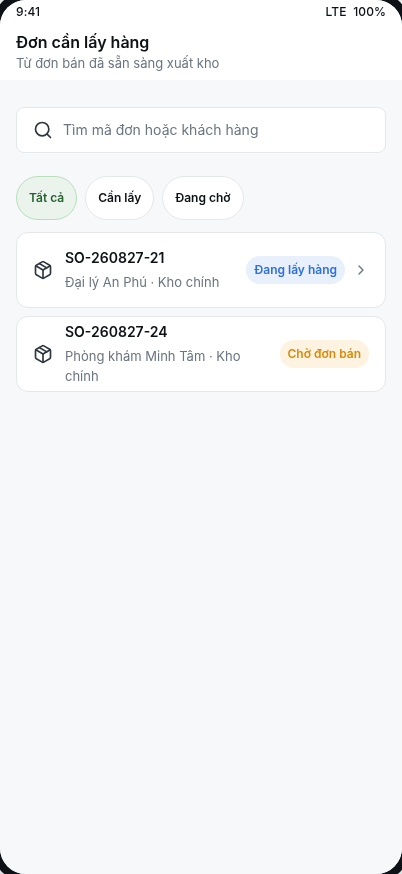 9:41 LTE 100%
Đơn cần lấy hàng
Từ đơn bán đã sẵn sàng xuất kho
Tìm mã đơn hoặc khách hàng
Tất cả Cần lấy Đang chờ
SO-260827-21
Đại lý An Phú · Kho chính
Đang lấy hàng
SO-260827-24
Phòng khám Minh Tâm · Kho
chính
Chờ đơn bán